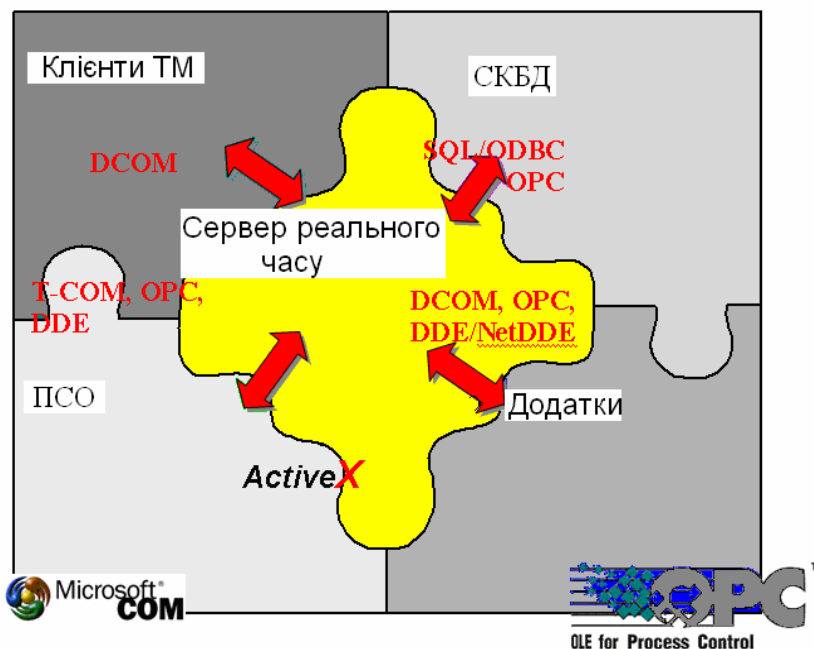 Клієнти ТМ
СКБД
DCOM
SQL/ODBC
OPC
Сервер реального
часу
T-COM, OPC,
DDE
DCOM, OPC,
DDE/NetDDE
ПСО
Додатки
ActiveX
Microsoft®
COM
OPC
OLE for Process Control